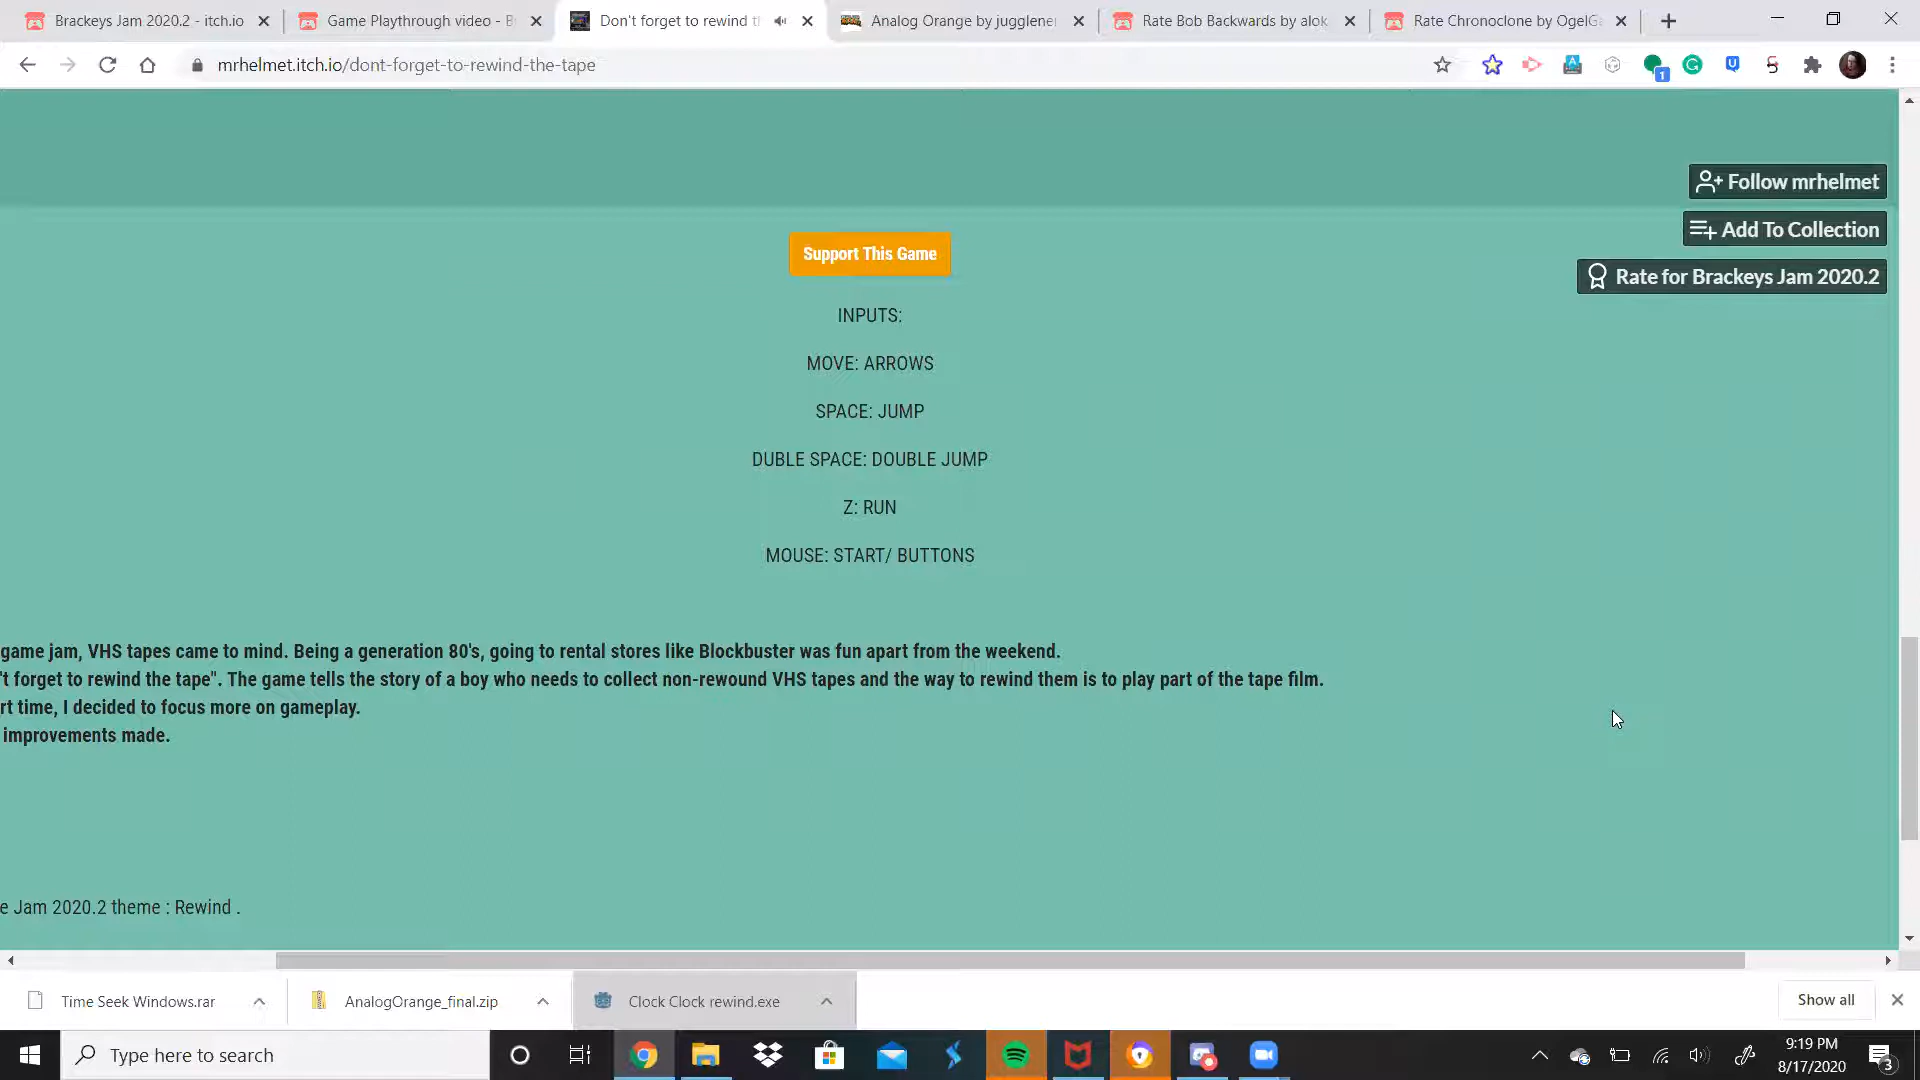 Brackeys Jam 2020.2 - itch.io
Game Playthrough video - B
Don't forget to rewind t
Analog Orange by jugglene
Rate Bob Backwards by alok
Rate Chronoclone by OgelG
mrhelmet.itch.io/dont-forget-to-rewind-the-tape
1
Follow mrhelmet
Add To Collection
Rate for Brackeys Jam 2020.2
Support This Game
INPUTS:
MOVE: ARROWS
SPACE: JUMP
DUBLE SPACE: DOUBLE JUMP
Z: RUN
MOUSE: START/ BUTTONS
game jam, VHS tapes came to mind. Being a generation 80's, going to rental stores like Blockbuster was fun apart from the weekend.
't forget to rewind the tape". The game tells the story of a boy who needs to collect non-rewound VHS tapes and the way to rewind them is to play part of the tape film.
rt time, I decided to focus more on gameplay.
improvements made.
e Jam 2020.2 theme : Rewind .
Time Seek Windows.rar
AnalogOrange_final.zip
Clock Clock rewind.exe
Show all
Type here to search
9:19 PM
8/17/2020
3